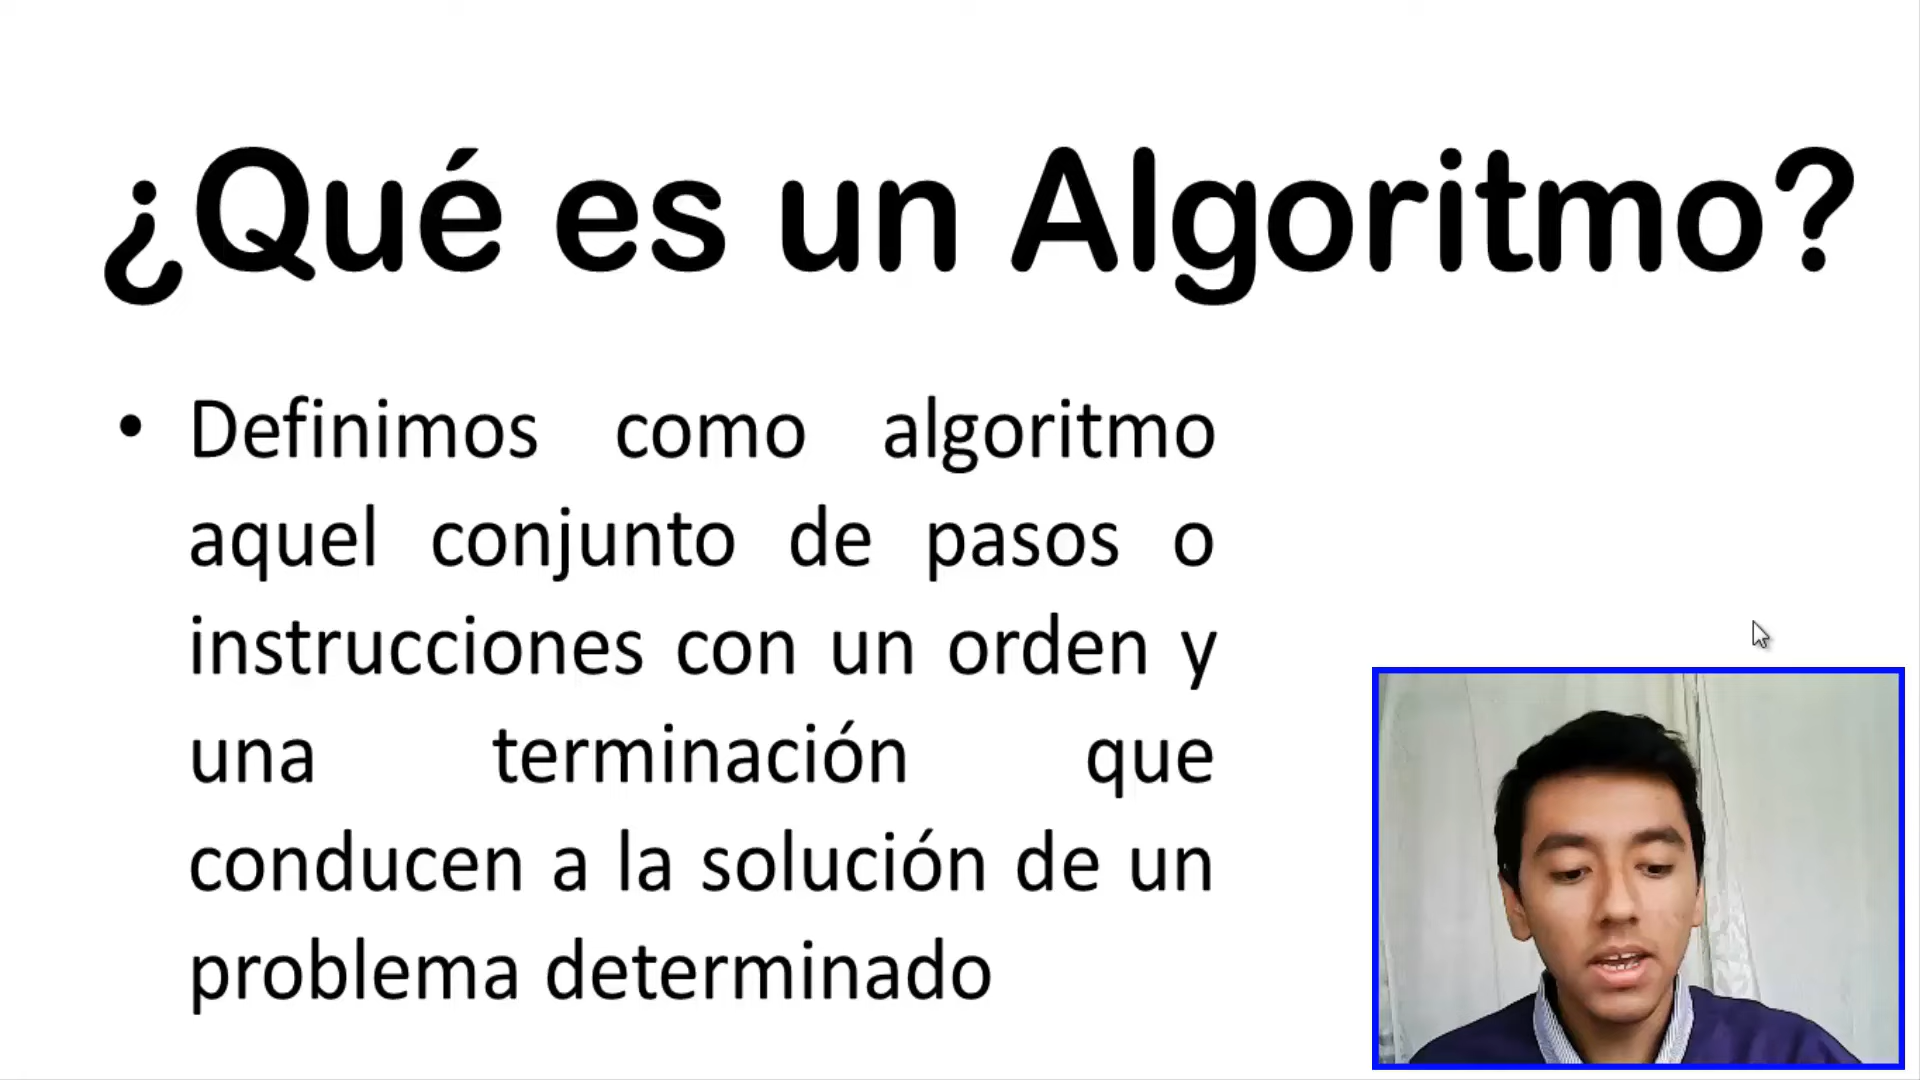 ¿Qué es un Algoritmo?
• Definimos como algoritmo
aquel conjunto de pasos o
instrucciones con un orden y
una terminación que
conducen a la solución de un
problema determinado